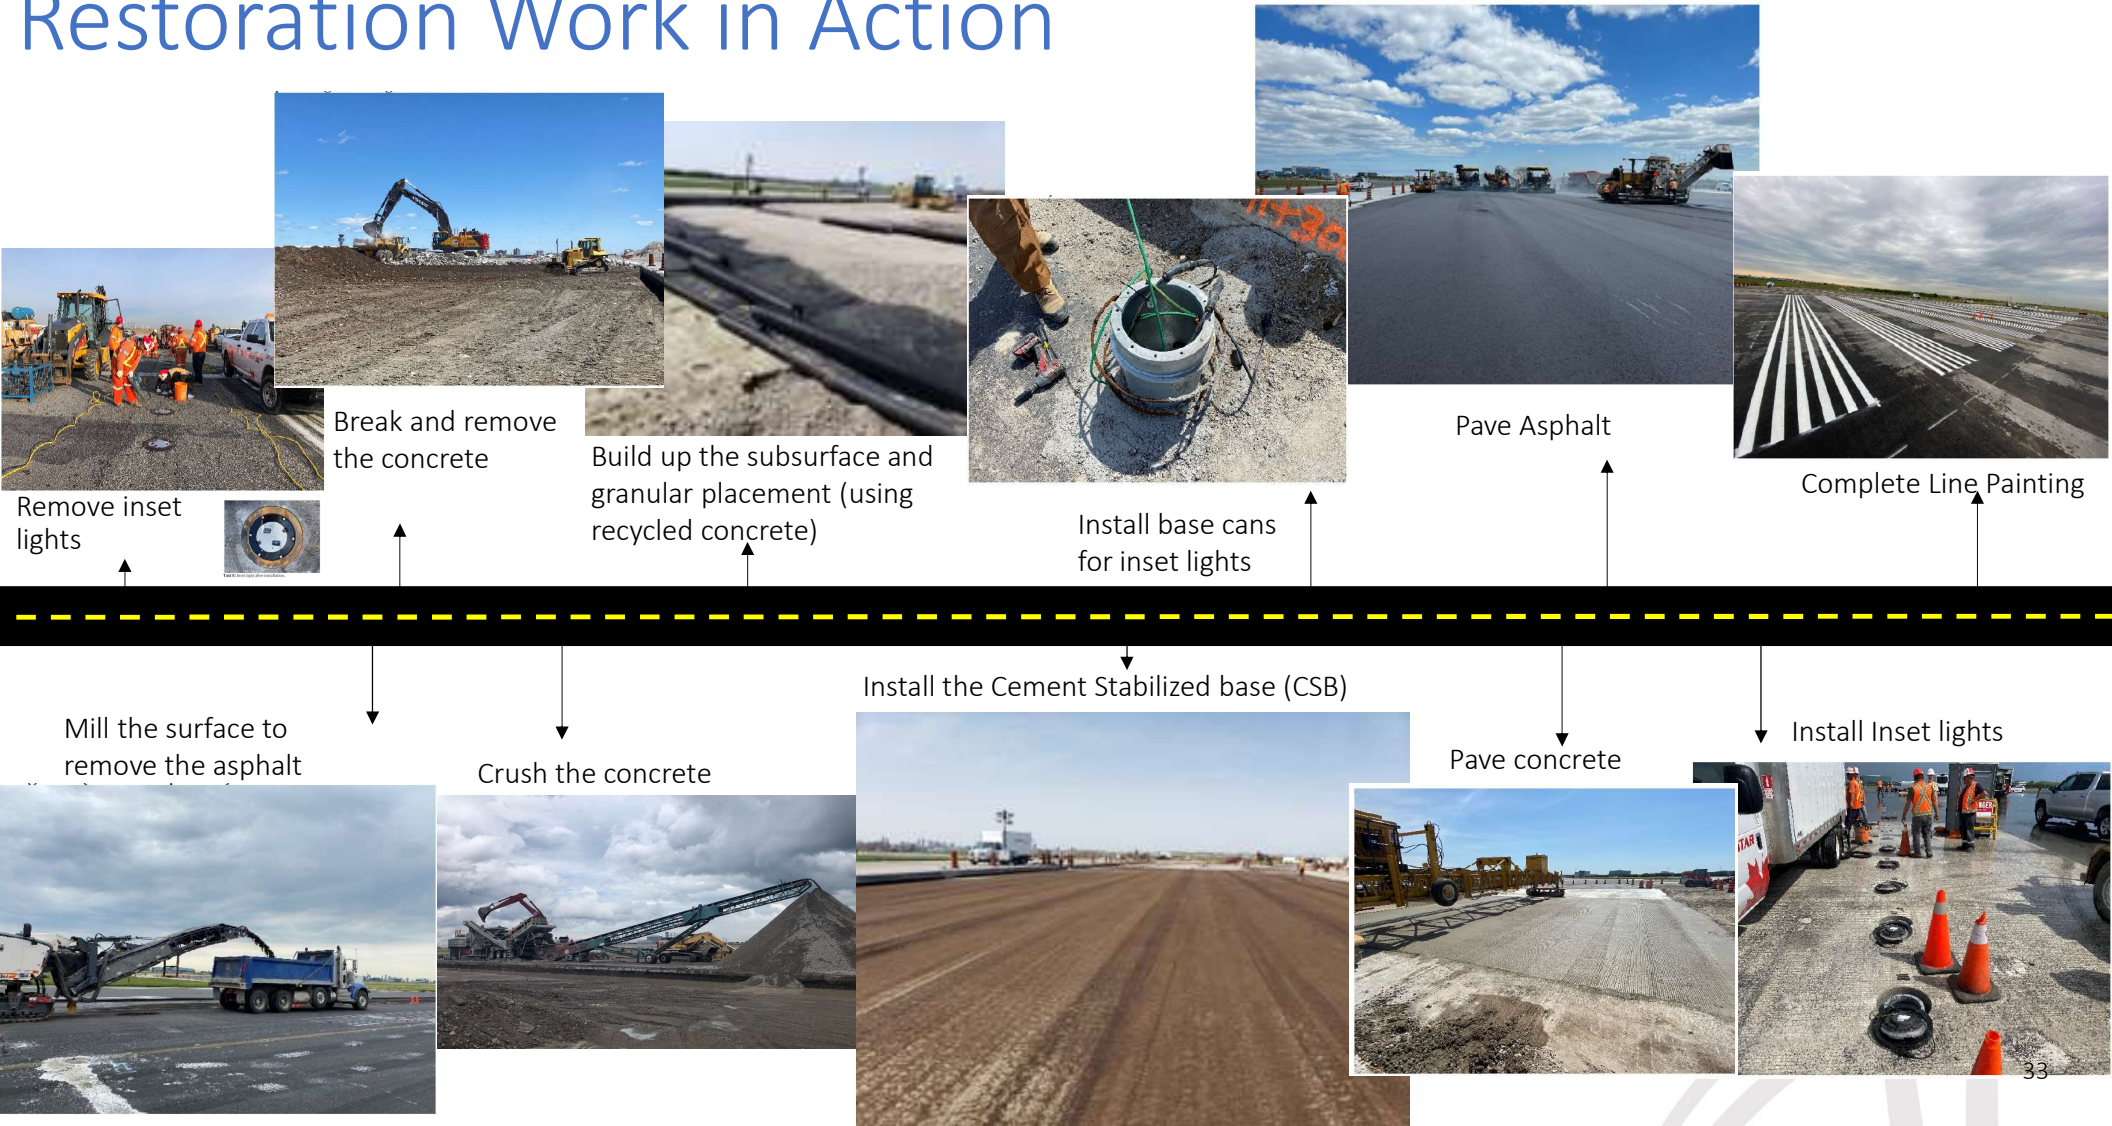 Restoration Work in Action
Remove inset
lights
Break and remove
the concrete
Build up the subsurface and
granular placement (using
recycled concrete)
Install base cans
for inset lights
11+30
Pave Asphalt
Complete Line Painting
Mill the surface to
remove the asphalt
Crush the concrete
Install the Cement Stabilized base (CSB)
Pave concrete
Install Inset lights
33